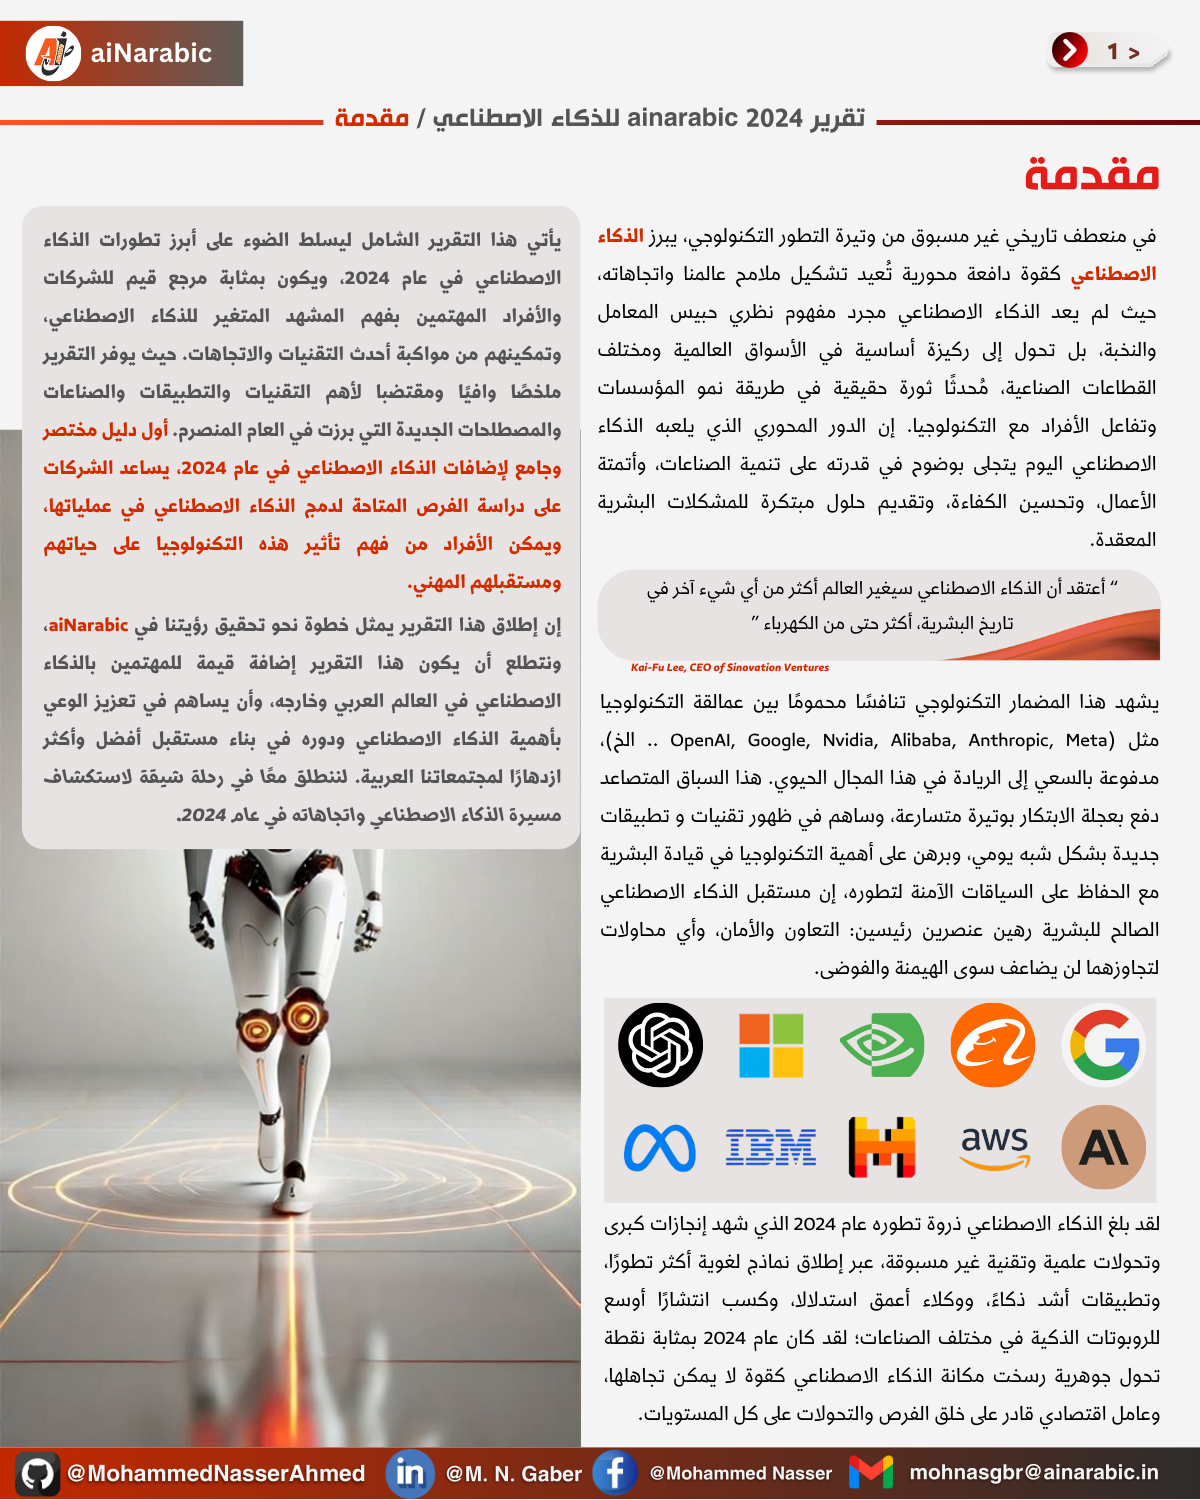 aiNarabic
1 >
تقرير ainarabic 2024 للذكاء الاصطناعي / مقدمة
مقدمة
في منعطف تاريخي غير مسبوق من وتيرة التطور التكنولوجي، يبرز الذكاء
الاصطناعي كقوة دافعة محورية تُعيد تشكيل ملامح عالمنا واتجاهاته،
حيث لم يعد الذكاء الاصطناعي مجرد مفهوم نظري حبيس المعامل
والنخبة، بل تحول إلى ركيزة أساسية في الأسواق العالمية ومختلف
القطاعات الصناعية، مُحدثًا ثورة حقيقية في طريقة نمو المؤسسات
وتفاعل الأفراد مع التكنولوجيا. إن الدور المحوري الذي يلعبه الذكاء
الاصطناعي اليوم يتجلى بوضوح في قدرته على تنمية الصناعات، وأتمتة
الأعمال، وتحسين الكفاءة، وتقديم حلول مبتكرة للمشكلات البشرية
المعقدة.
“ أعتقد أن الذكاء الاصطناعي سيغير العالم أكثر من أي شيء آخر في
تاريخ البشرية، أكثر حتى من الكهرباء ”
Kai-Fu Lee, CEO of Sinovation Ventures
يشهد هذا المضمار التكنولوجي تنافسًا محمومًا بين عمالقة التكنولوجيا
مثل (OpenAI, Google, Nvidia, Alibaba, Anthropic, Meta .. الخ)،
مدفوعة بالسعي إلى الريادة في هذا المجال الحيوي. هذا السباق المتصاعد
دفع بعجلة الابتكار بوتيرة متسارعة، وساهم في ظهور تقنيات و تطبيقات
جديدة بشكل شبه يومي، وبرهن على أهمية التكنولوجيا في قيادة البشرية
مع الحفاظ على السياقات الآمنة لتطوره، إن مستقبل الذكاء الاصطناعي
الصالح للبشرية رهين عنصرين رئيسين: التعاون والأمان، وأي محاولات
لتجاوزهما لن يضاعف سوى الهيمنة والفوضى.
IBM
aws
لقد بلغ الذكاء الاصطناعي ذروة تطوره عام 2024 الذي شهد إنجازات كبرى
وتحولات علمية وتقنية غير مسبوقة، عبر إطلاق نماذج لغوية أكثر تطورًا،
وتطبيقات أشد ذكاءً، ووكلاء أعمق استدلالا، وكسب انتشارًا أوسع
للروبوتات الذكية في مختلف الصناعات؛ لقد كان عام 2024 بمثابة نقطة
تحول جوهرية رسخت مكانة الذكاء الاصطناعي كقوة لا يمكن تجاهلها،
وعامل اقتصادي قادر على خلق الفرص والتحولات على كل المستويات.
يأتي هذا التقرير الشامل ليسلط الضوء على أبرز تطورات الذكاء
الاصطناعي في عام 2024، ويكون بمثابة مرجع قيم للشركات
والأفراد المهتمين بفهم المشهد المتغير للذكاء الاصطناعي،
وتمكينهم من مواكبة أحدث التقنيات والاتجاهات. حيث يوفر التقرير
ملخصًا وافيًا ومقتضبا لأهم التقنيات والتطبيقات والصناعات
والمصطلحات الجديدة التي برزت في العام المنصرم. أول دليل مختصر
وجامع لإضافات الذكاء الاصطناعي في عام 2024، يساعد الشركات
على دراسة الفرص المتاحة لدمج الذكاء الاصطناعي في عملياتها،
ويمكن الأفراد من فهم تأثير هذه التكنولوجيا على حياتهم
ومستقبلهم المهني.
إن إطلاق هذا التقرير يمثل خطوة نحو تحقيق رؤيتنا في aiNarabic،
ونتطلع أن يكون هذا التقرير إضافة قيمة للمهتمين بالذكاء
الاصطناعي في العالم العربي وخارجه، وأن يساهم في تعزيز الوعي
بأهمية الذكاء الاصطناعي ودوره في بناء مستقبل أفضل وأكثر
ازدهارًا لمجتمعاتنا العربية. لننطلق معًا في رحلة شيقة لاستكشاف
مسيرة الذكاء الاصطناعي واتجاهاته في عام 2024.
@MohammedNasserAhmed
in @M. N. Gaber
f @Mohammed Nasser
mohnasgbr@ainarabic.in